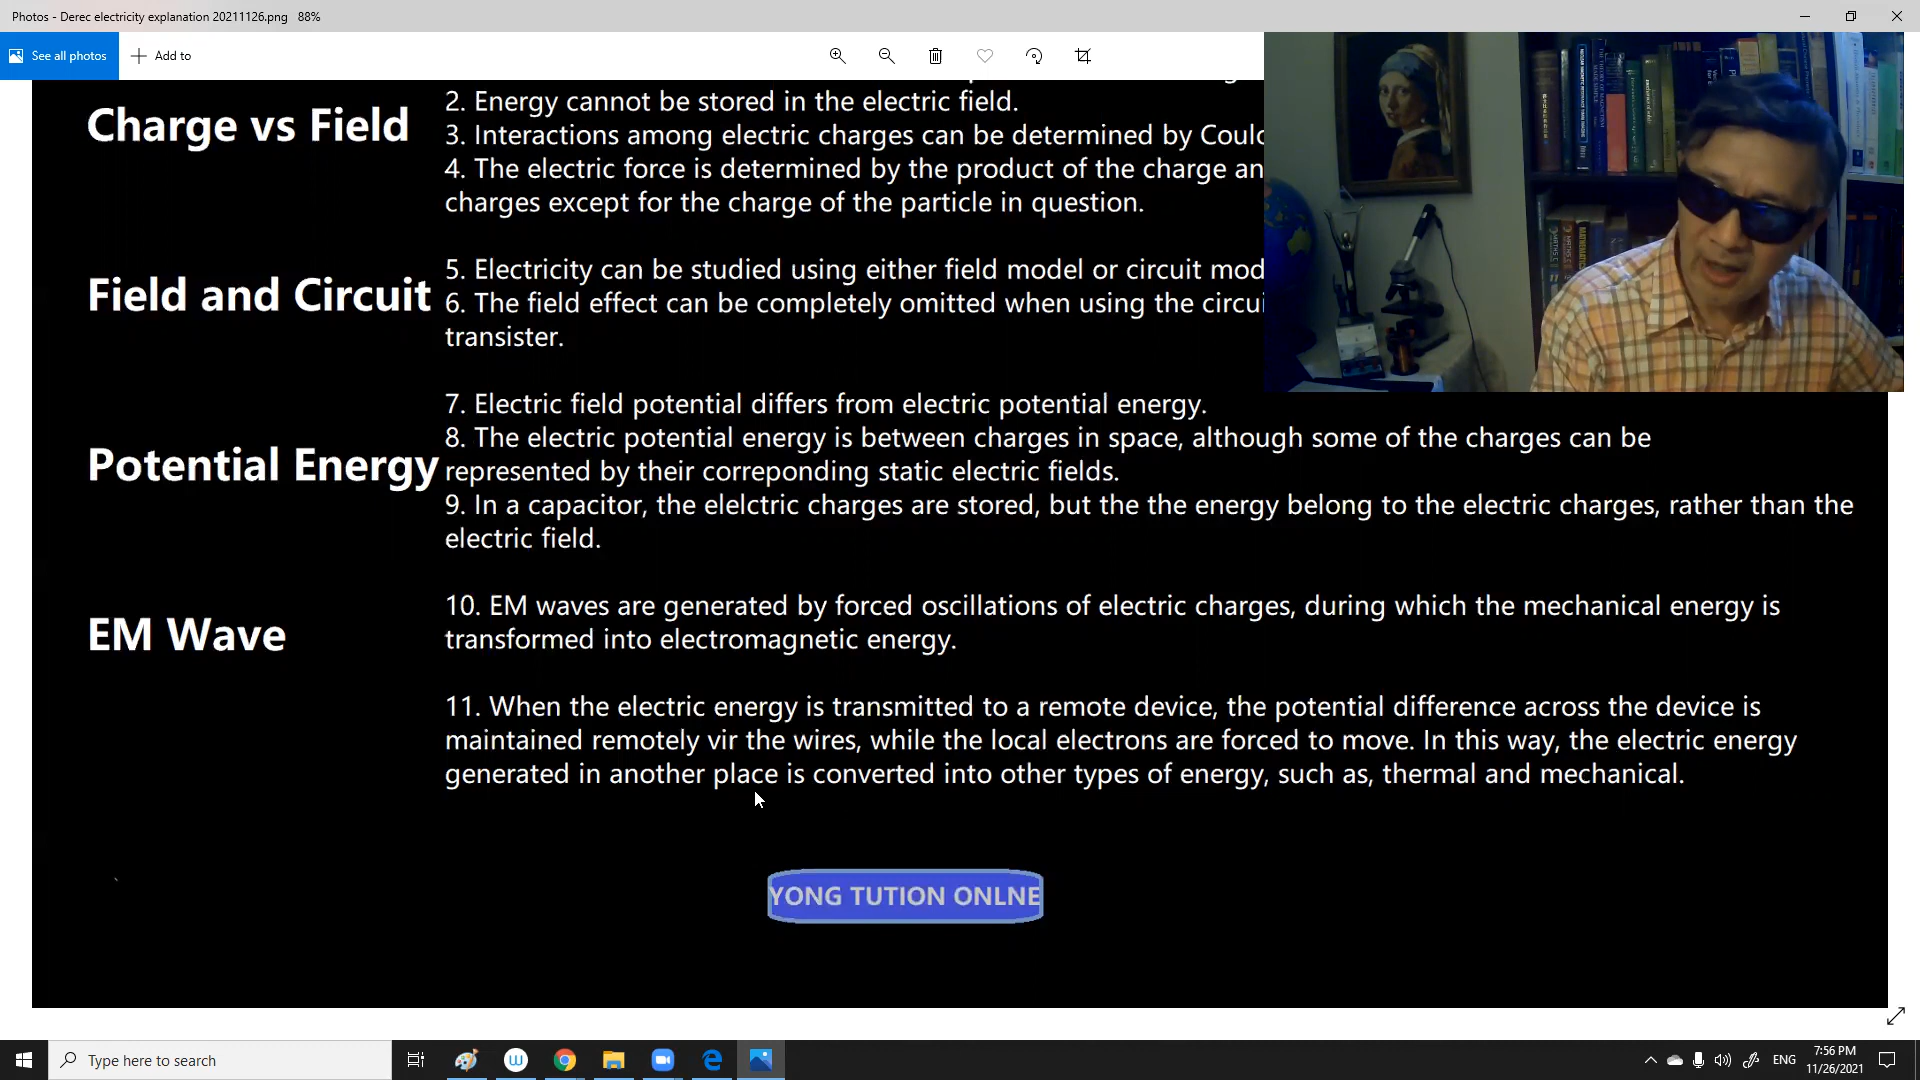 Photos - Derec electricity explanation 20211126.png 88%
See all photos
Add to
Charge vs Field
2. Energy cannot be stored in the electric field.
3. Interactions among electric charges can be determined by Coulo
4. The electric force is determined by the product of the charge an
charges except for the charge of the particle in question.
Field and Circuit
5. Electricity can be studied using either field model or circuit mod
6. The field effect can be completely omitted when using the circui
transister.
Potential Energy
7. Electric field potential differs from electric potential energy.
8. The electric potential energy is between charges in space, although some of the charges can be
represented by their correponding static electric fields.
9. In a capacitor, the elelctric charges are stored, but the the energy belong to the electric charges, rather than the
electric field.
EM Wave
10. EM waves are generated by forced oscillations of electric charges, during which the mechanical energy is
transformed into electromagnetic energy.
11. When the electric energy is transmitted to a remote device, the potential difference across the device is
maintained remotely vir the wires, while the local electrons are forced to move. In this way, the electric energy
generated in another place is converted into other types of energy, such as, thermal and mechanical.
YONG TUTION ONLNE
Type here to search
ENG
7:56 PM
11/26/2021